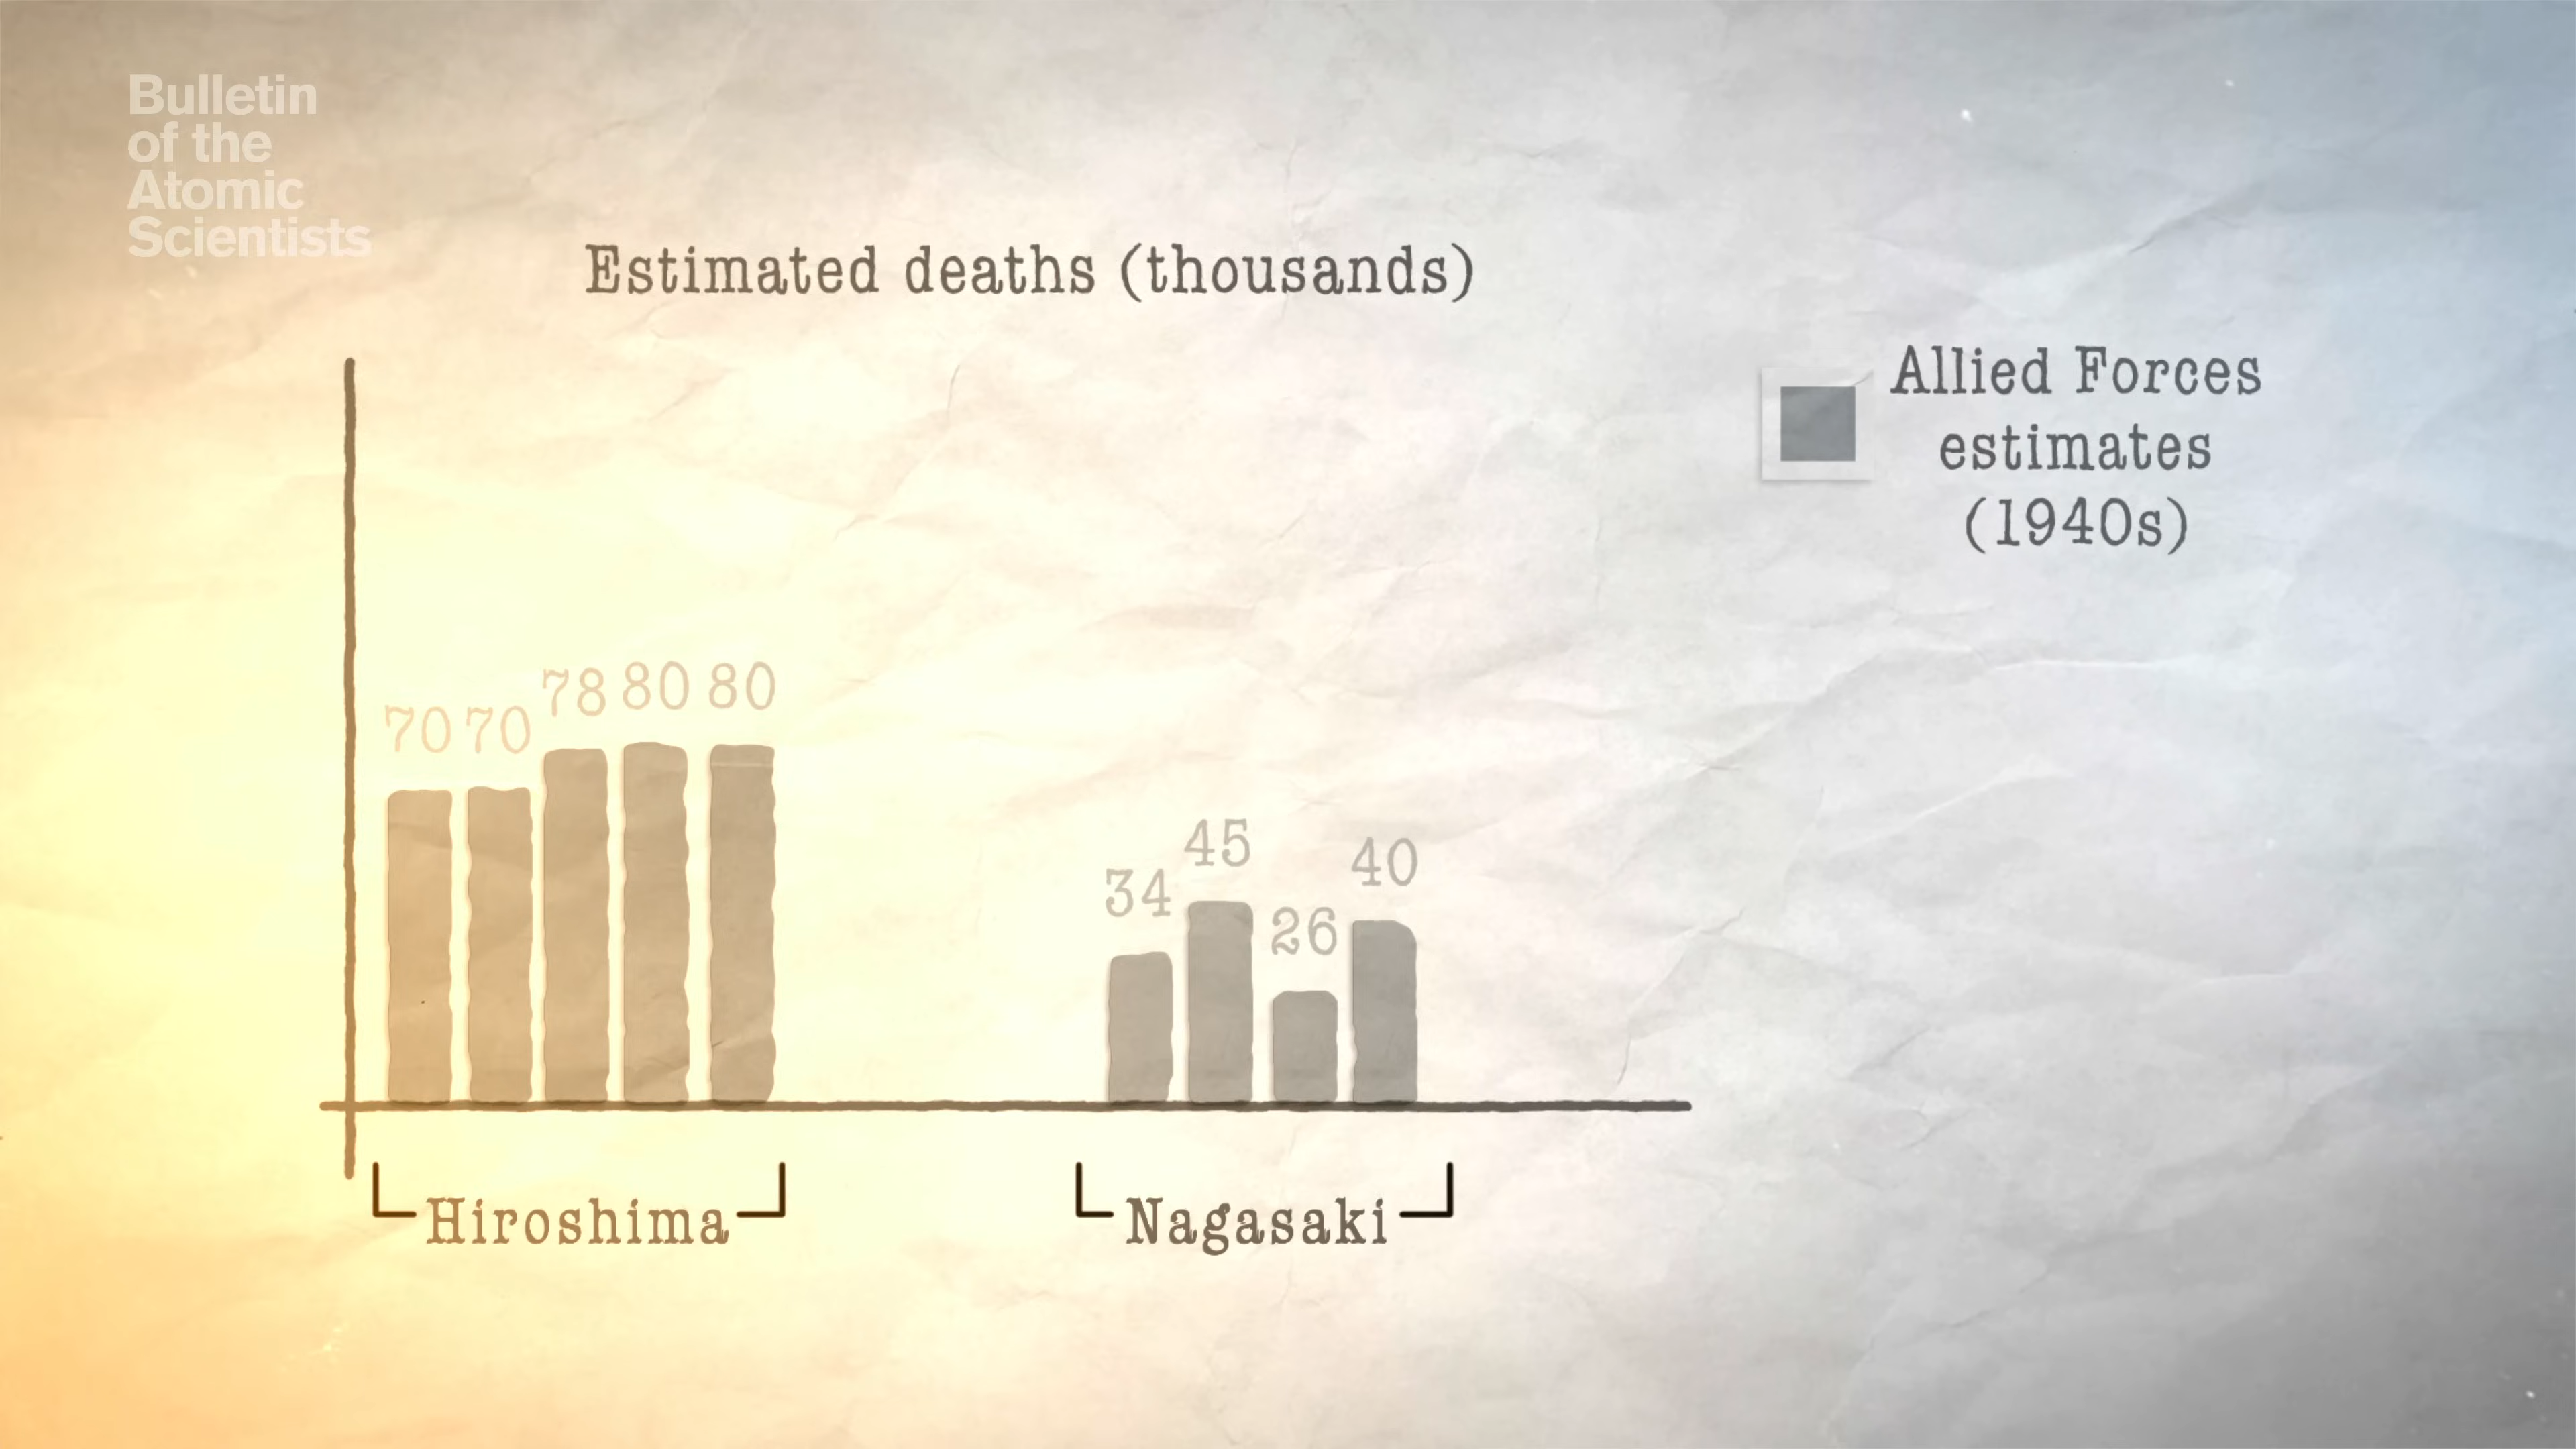 Bulletin
of the
Atomic
Scientists
Estimated deaths (thousands)
Allied Forces
estimates
(1940s)
70 70 78 80 80
34 45 26 40
Hiroshima
Nagasaki